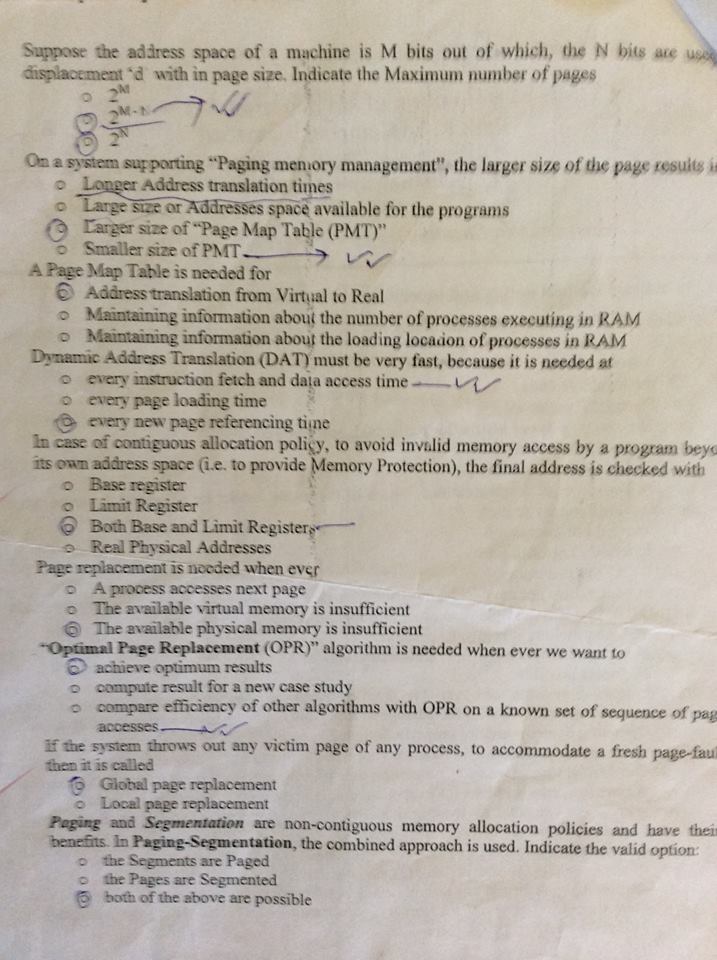 Suppose the address space of a machine is M bits out of which, the N bits are used
displacement 'd' with in page size. Indicate the Maximum number of pages
2^M
2^M-N
2^N
On a system supporting "Paging memory management", the larger size of the page results in
Longer Address translation times
Large size or Addresses space available for the programs
Larger size of "Page Map Table (PMT)"
Smaller size of PMT
A Page Map Table is needed for
Address translation from Virtual to Real
Maintaining information about the number of processes executing in RAM
Maintaining information about the loading location of processes in RAM
Dynamic Address Translation (DAT) must be very fast, because it is needed at
every instruction fetch and data access time
every page loading time
every new page referencing time
In case of contiguous allocation policy, to avoid invalid memory access by a program beyo
its own address space (i.e. to provide Memory Protection), the final address is checked with
Base register
Limit Register
Both Base and Limit Registers
Real Physical Addresses
Page replacement is needed when ever
A process accesses next page
The available virtual memory is insufficient
The available physical memory is insufficient
"Optimal Page Replacement (OPR)" algorithm is needed when ever we want to
achieve optimum results
compute result for a new case study
compare efficiency of other algorithms with OPR on a known set of sequence of pag
accesses
If the system throws out any victim page of any process, to accommodate a fresh page-faul
then it is called
Global page replacement
Local page replacement
Paging and Segmentation are non-contiguous memory allocation policies and have their
benefits. In Paging-Segmentation, the combined approach is used. Indicate the valid option:
the Segments are Paged
the Pages are Segmented
both of the above are possible